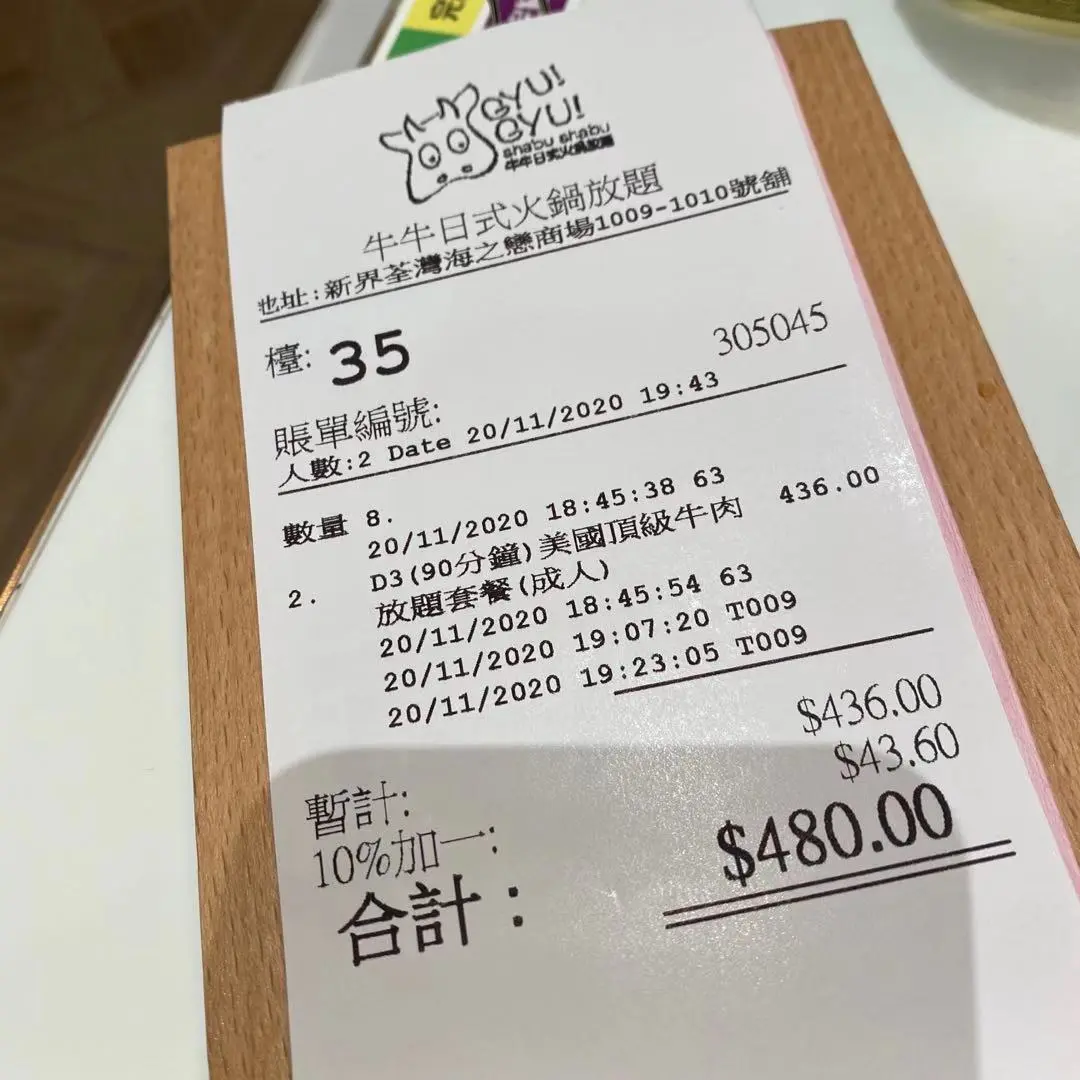 GYU!
GYU!
shabu shabu
牛牛日式火鍋放題
牛牛日式火鍋放題
地址:新界荃灣海之戀商場1009-1010號舖
檯: 35
賬單編號: 305045
人數:2 Date 20/11/2020 19:43
數量 8.
20/11/2020 18:45:38 63
2. D3(90分鐘)美國頂級牛肉 436.00
放題套餐(成人)
20/11/2020 18:45:54 63
20/11/2020 19:07:20 T009
20/11/2020 19:23:05 T009
暫計: $436.00
10%加一: $43.60
合計: $480.00